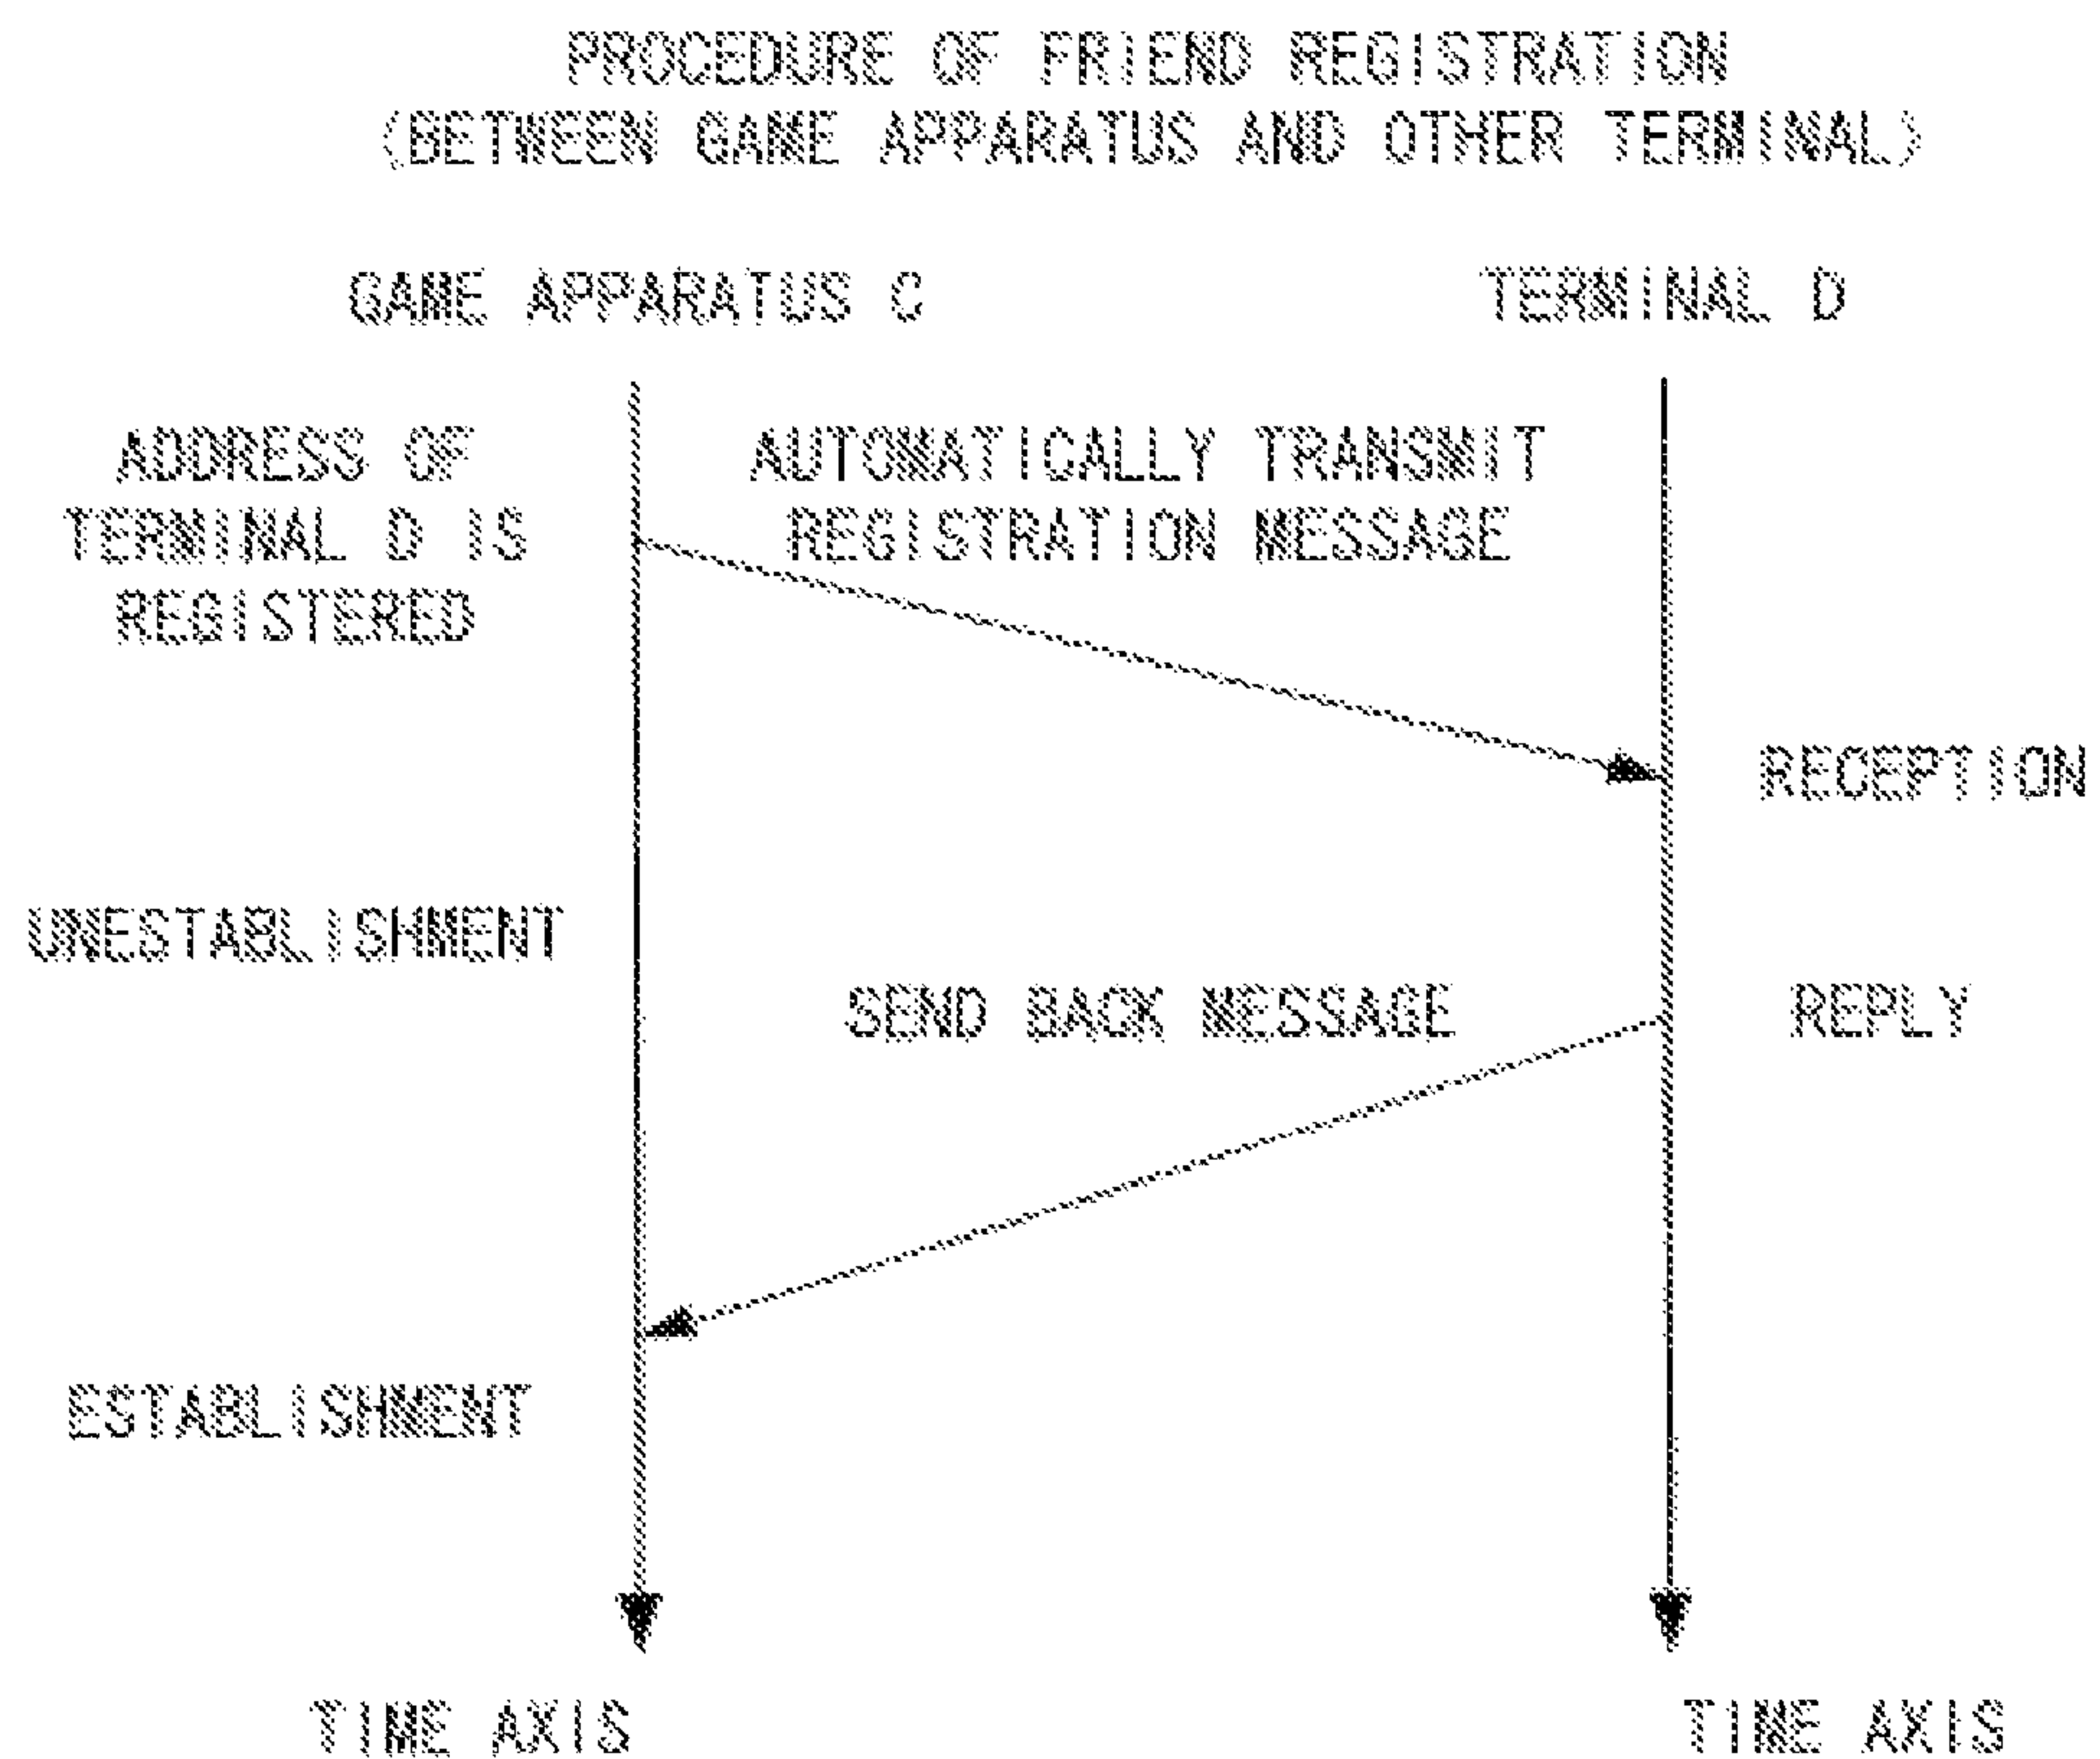 PROCEDURE OF FRIEND REGISTRATION
(BETWEEN GAME APPARATUS AND OTHER TERMINAL)
GAME APPARATUS C
TERMINAL D
ADDRESS OF
TERMINAL D IS
REGISTERED
AUTOMATICALLY TRANSMIT
REGISTRATION MESSAGE
RECEPTION
UNESTABLISHMENT
SEND BACK MESSAGE
REPLY
ESTABLISHMENT
TIME AXIS
TIME AXIS